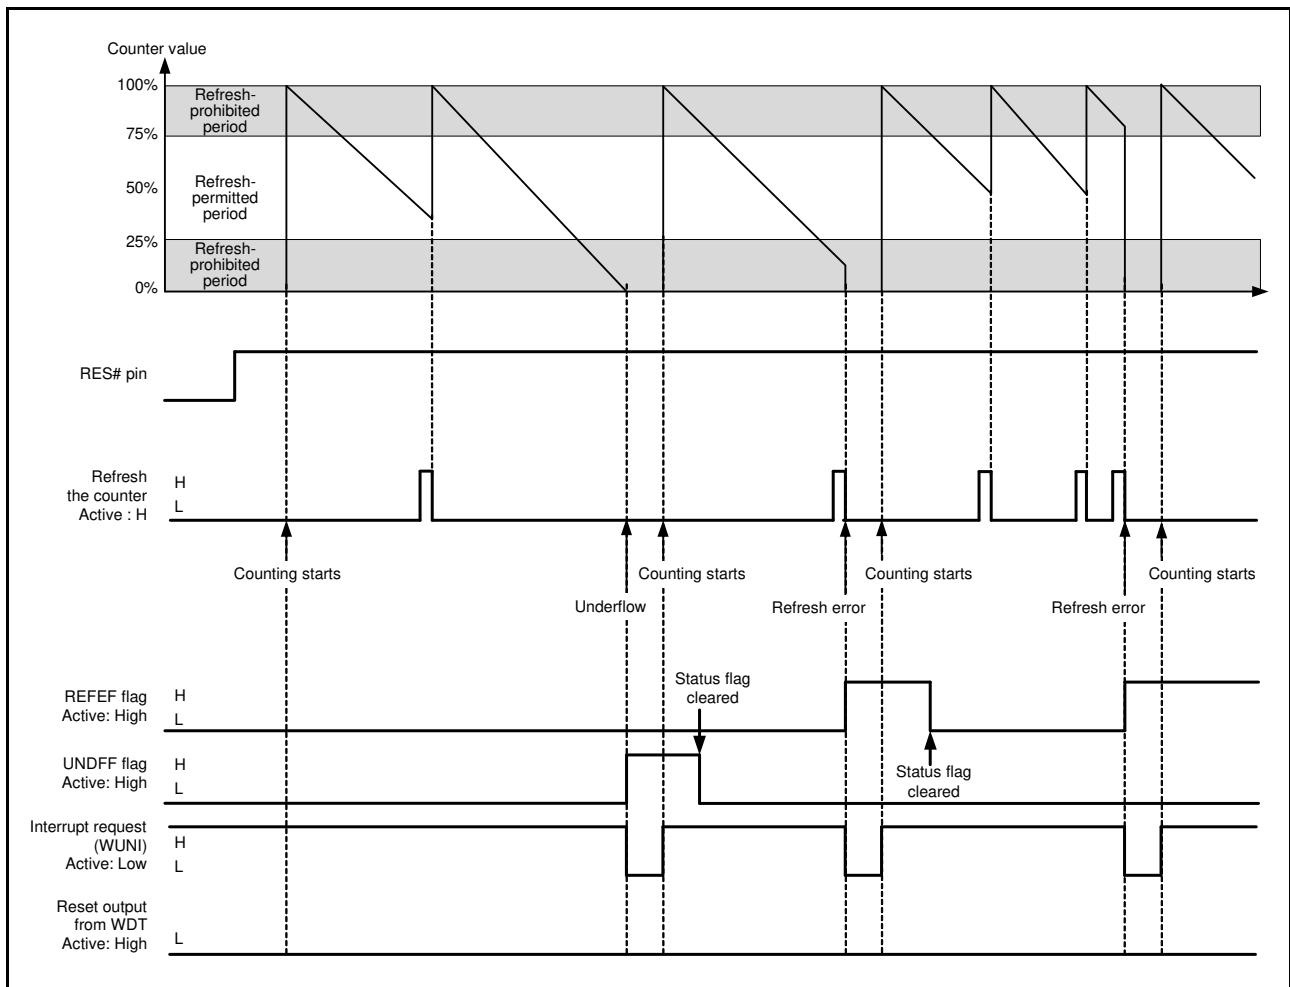 Counter value
100%
Refresh-
prohibited
period
75%
Refresh-
permitted
period
50%
25%
Refresh-
prohibited
period
0%
RES# pin
Refresh
the counter
Active : H
H
L
Counting starts
Counting starts
Counting starts
Counting starts
Underflow
Refresh error
Refresh error
Status flag
cleared
REFEF flag
Active: High
H
L
UNDFF flag
Active: High
H
L
Status flag
cleared
Interrupt request
(WUNI)
Active: Low
H
L
Reset output
from WDT
Active: High
L